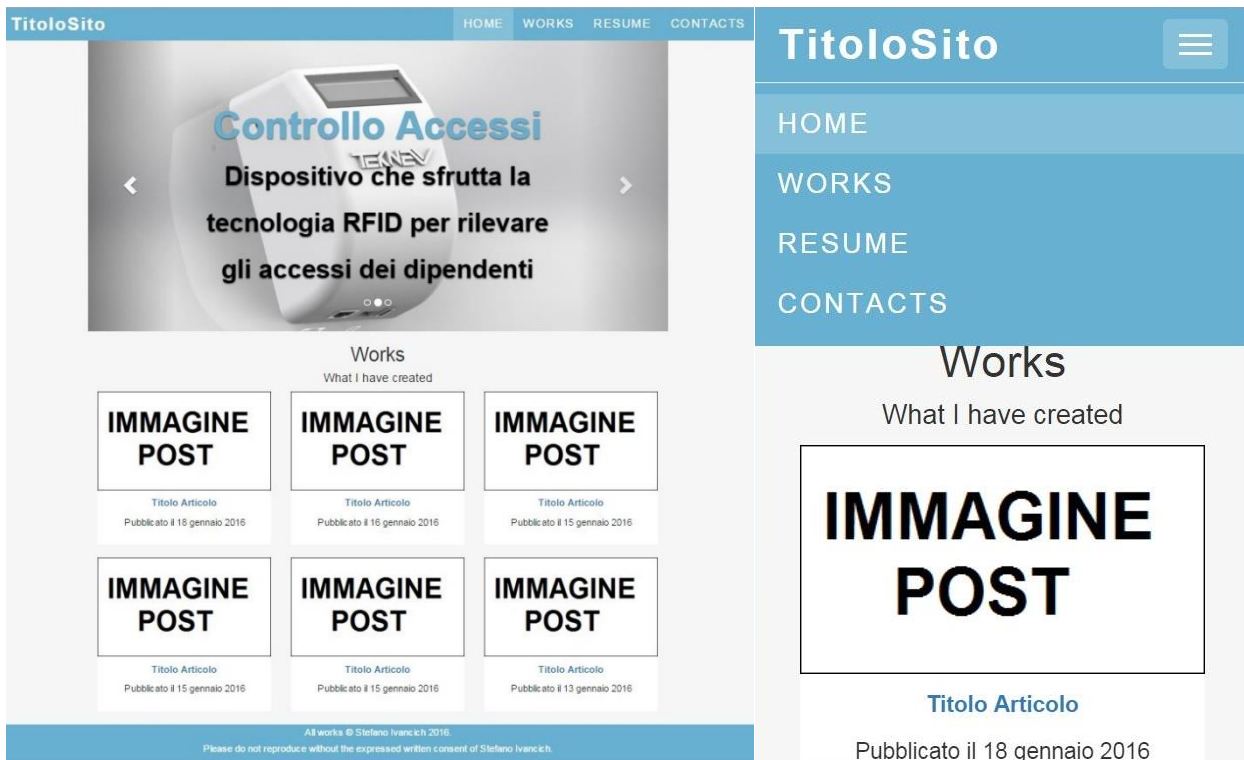 TitoloSito
HOME WORKS RESUME CONTACTS
Controllo Accessi
TEKNEV
Dispositivo che sfrutta la
tecnologia RFID per rilevare
gli accessi dei dipendenti
Works
What I have created
IMMAGINE
POST
Titolo Articolo
Pubblicato il 18 gennaio 2016
IMMAGINE
POST
Titolo Articolo
Pubblicato il 16 gennaio 2016
IMMAGINE
POST
Titolo Articolo
Pubblicato il 15 gennaio 2016
IMMAGINE
POST
Titolo Articolo
Pubblicato il 15 gennaio 2016
IMMAGINE
POST
Titolo Articolo
Pubblicato il 15 gennaio 2016
IMMAGINE
POST
Titolo Articolo
Pubblicato il 13 gennaio 2016
All works © Stefano Ivancich 2016.
Please do not reproduce without the expressed written consent of Stefano Ivancich.
TitoloSito
HOME
WORKS
RESUME
CONTACTS
Works
What I have created
IMMAGINE
POST
Titolo Articolo
Pubblicato il 18 gennaio 2016